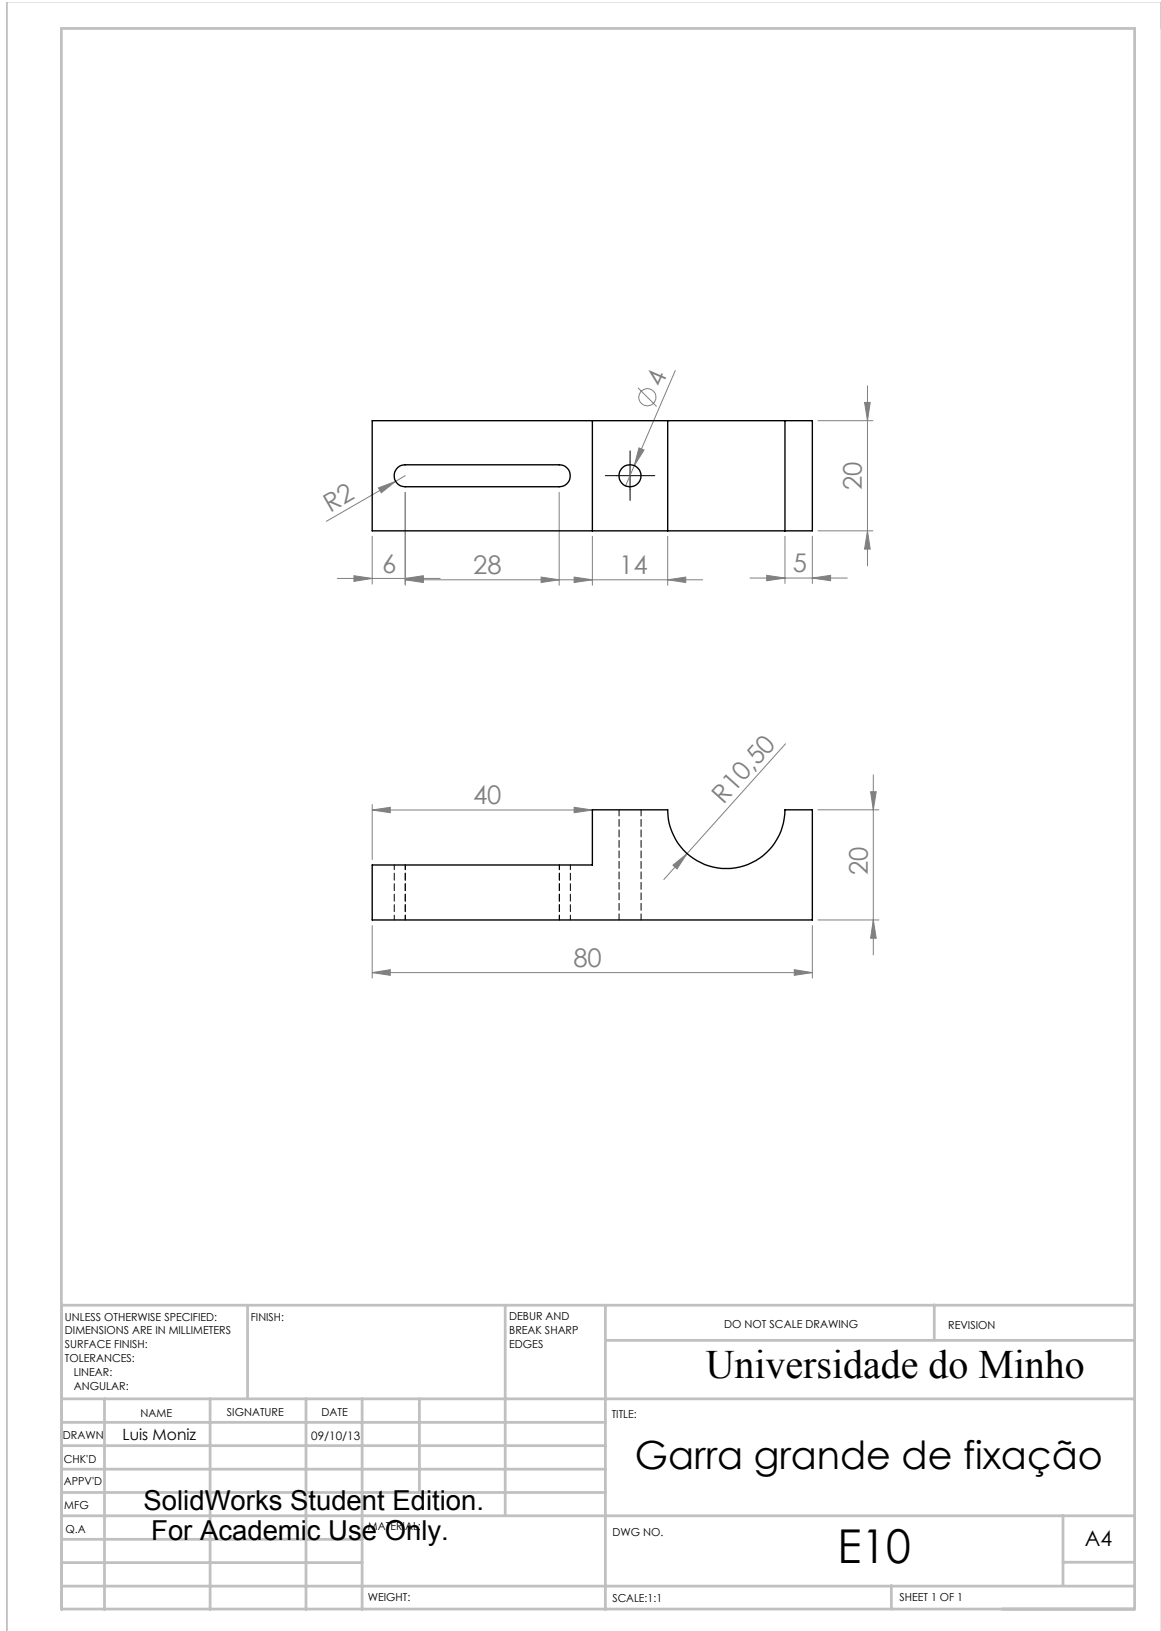 ∅4
20
R2
6
28
14
5
40
R10,50
20
80
UNLESS OTHERWISE SPECIFIED:
DIMENSIONS ARE IN MILLIMETERS
SURFACE FINISH:
TOLERANCES:
LINEAR:
ANGULAR:
FINISH:
DEBUR AND
BREAK SHARP
EDGES
DO NOT SCALE DRAWING
REVISION
Universidade do Minho
NAME
SIGNATURE
DATE
DRAWN
Luis Moniz
09/10/13
CHK'D
APPV'D
MFG
Q.A
SolidWorks Student Edition.
For Academic Use Only.
MATERIAL:
WEIGHT:
TITLE:
Garra grande de fixação
DWG NO.
E10
A4
SCALE:1:1
SHEET 1 OF 1